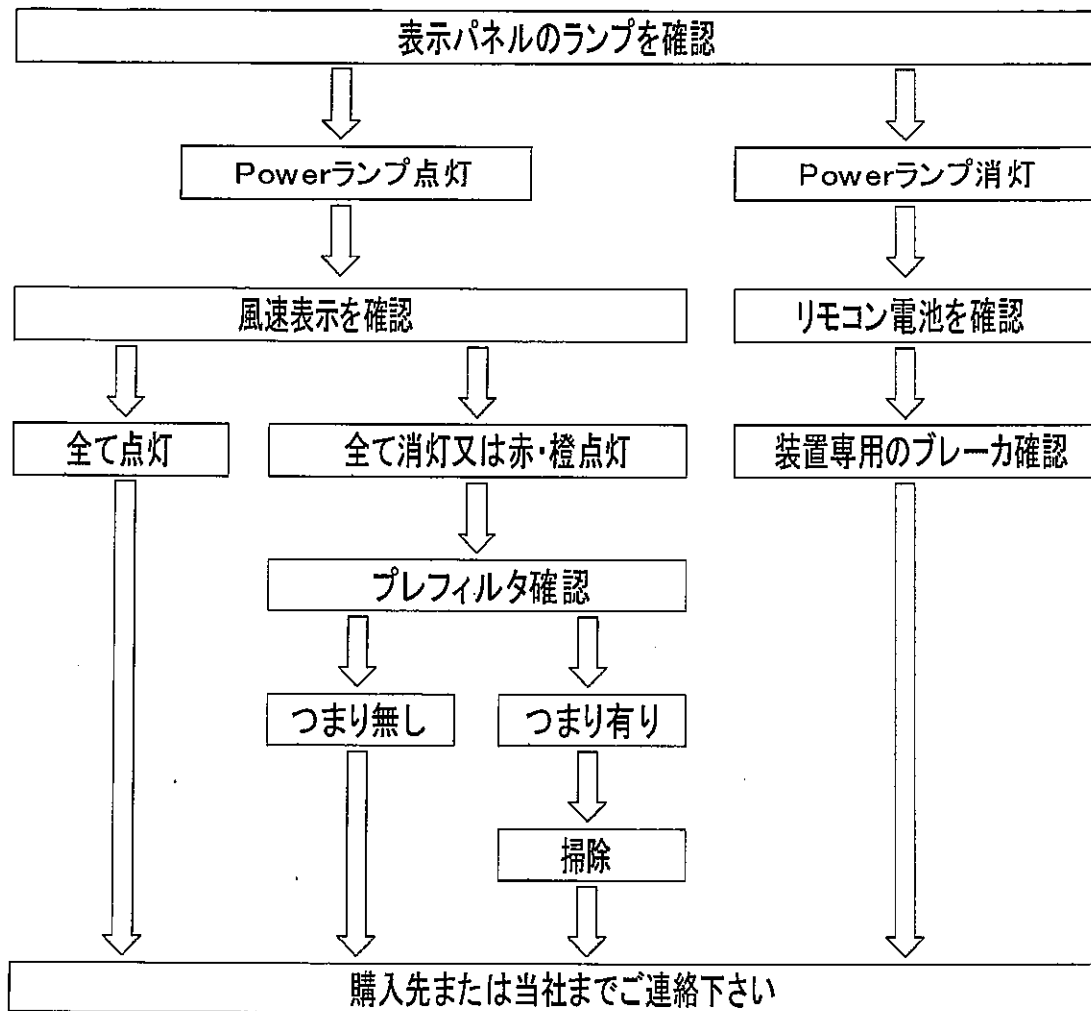 表示パネルのランプを確認
Powerランプ点灯
Powerランプ消灯
風速表示を確認
リモコン電池を確認
全て点灯
全て消灯又は赤・橙点灯
装置専用のブレーカ確認
プレフィルタ確認
つまり無し
つまり有り
掃除
購入先または当社までご連絡下さい